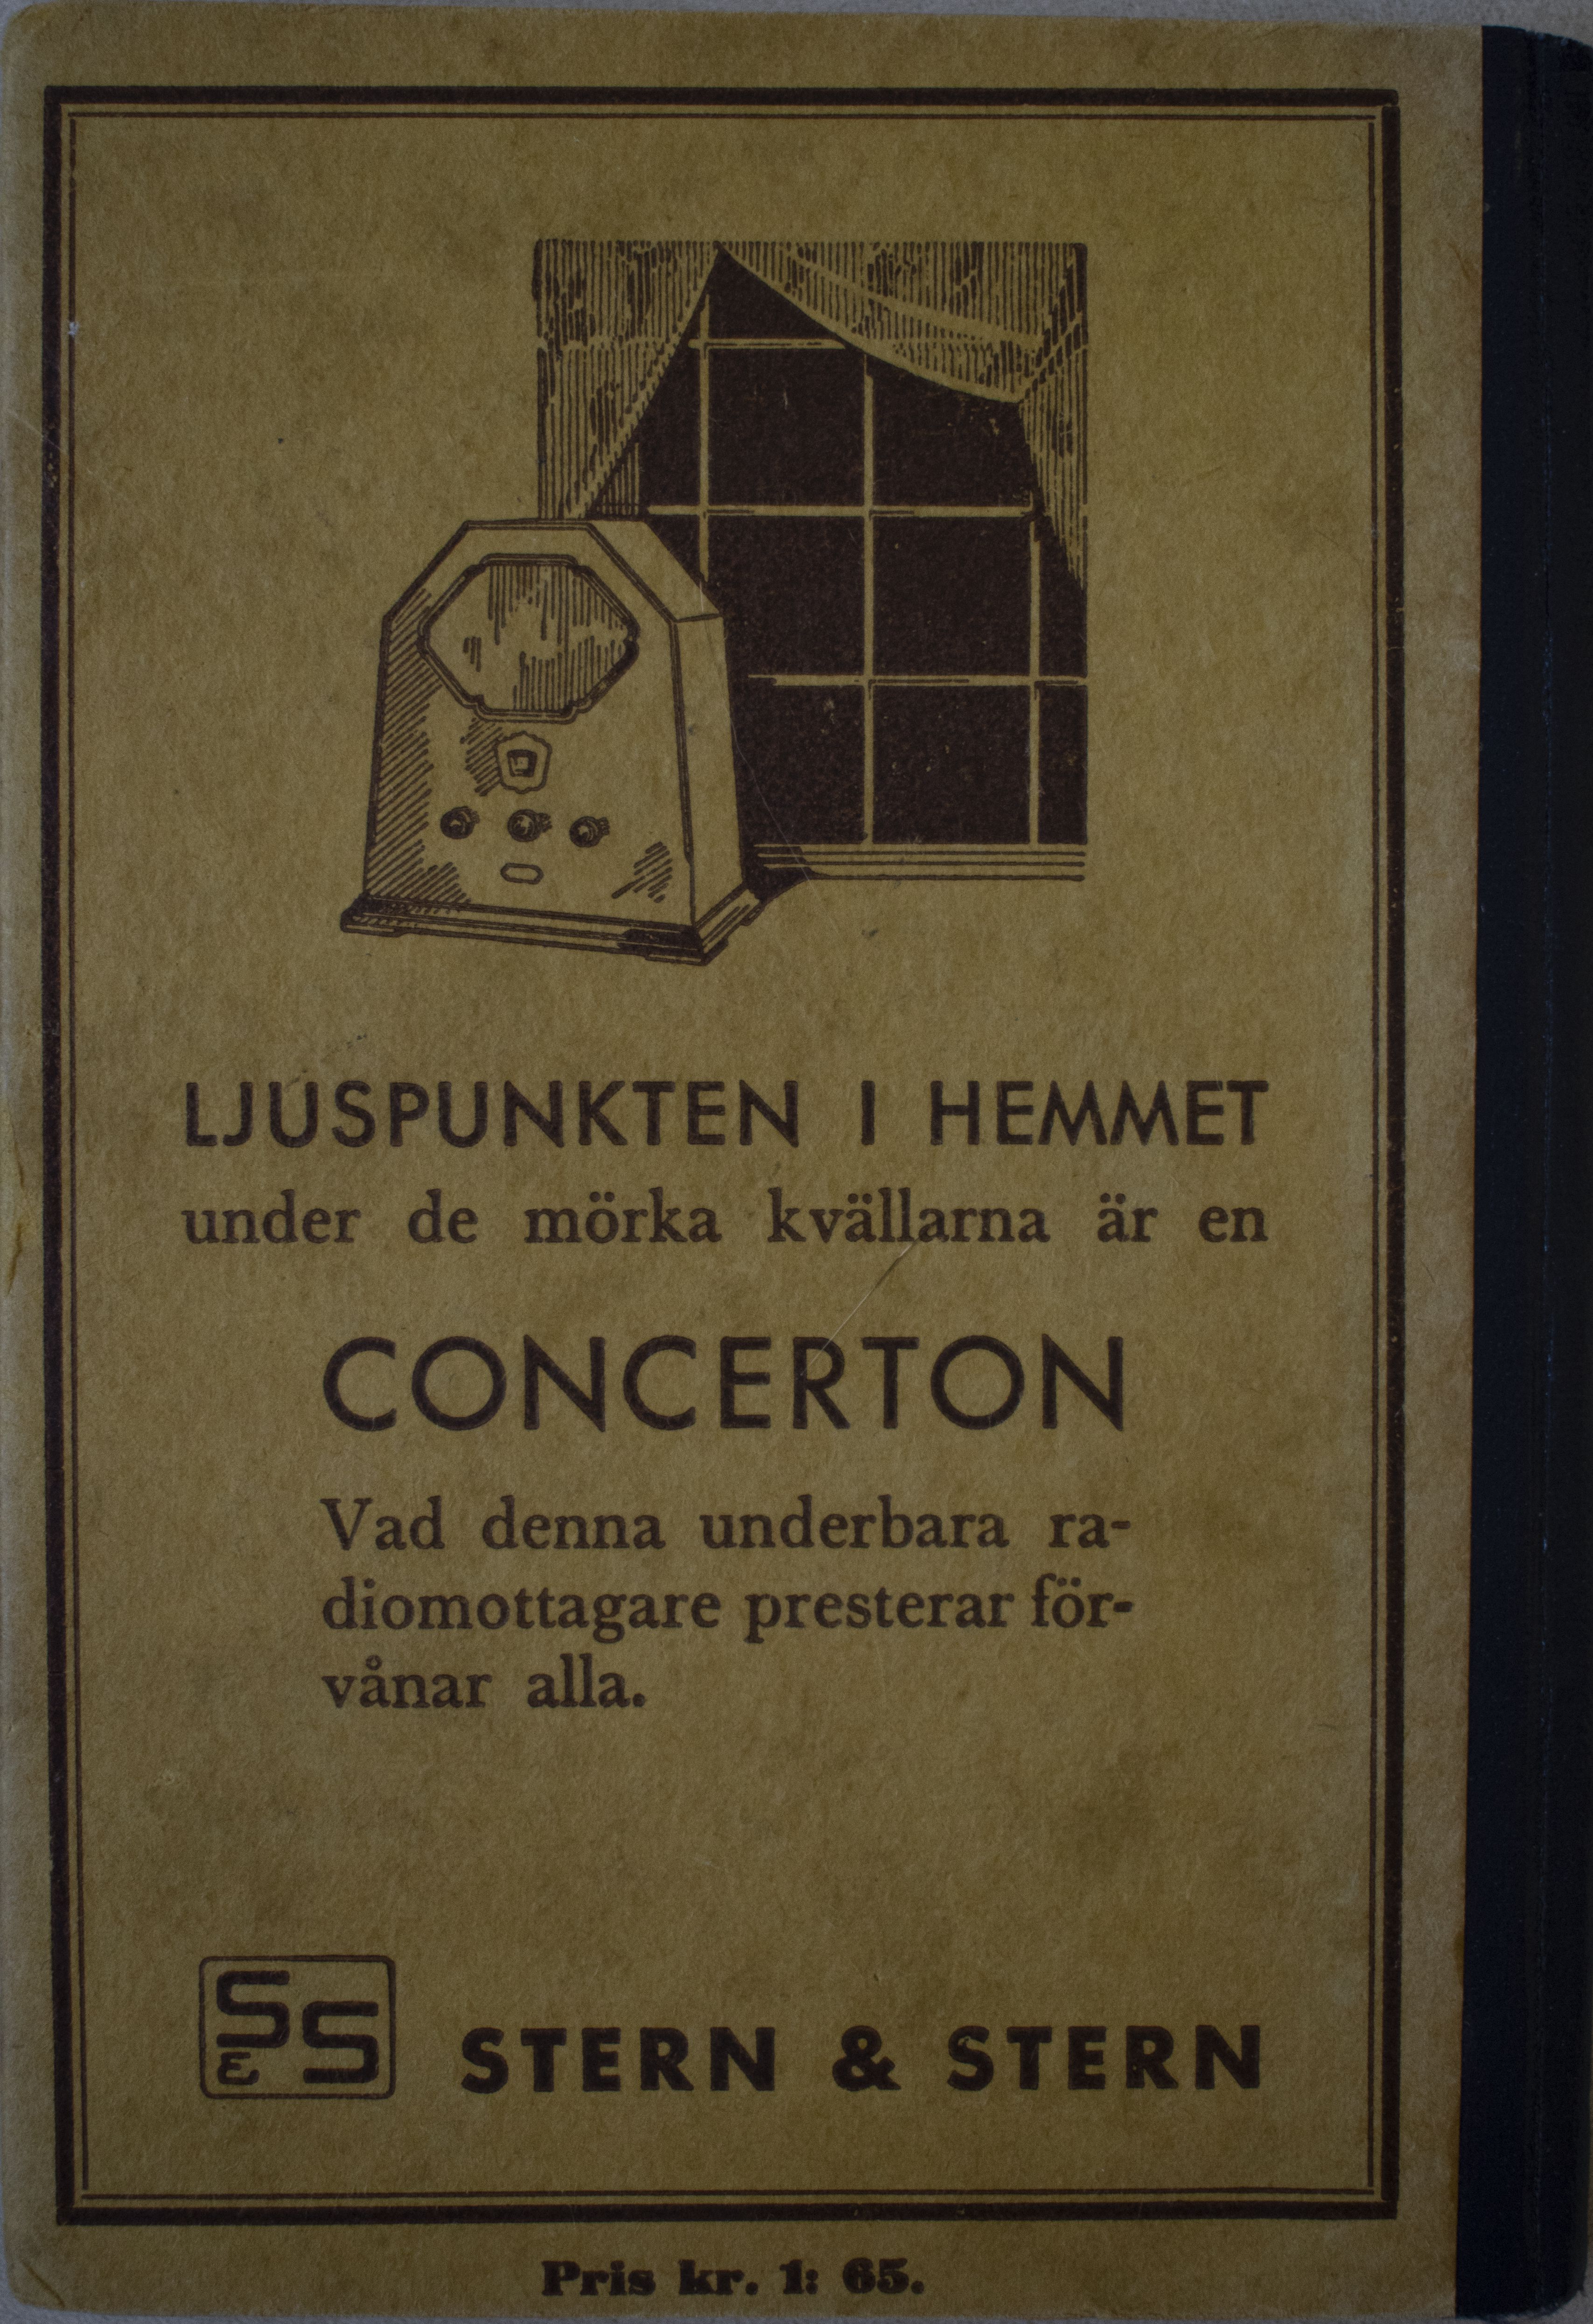 LJUSPUNKTEN I HEMMET
under de mörka kvällarna är en
CONCERTON
Vad denna underbara ra-
diomottagare presterar för-
vånar alla.
S & S
STERN & STERN
Pris kr. 1: 65.